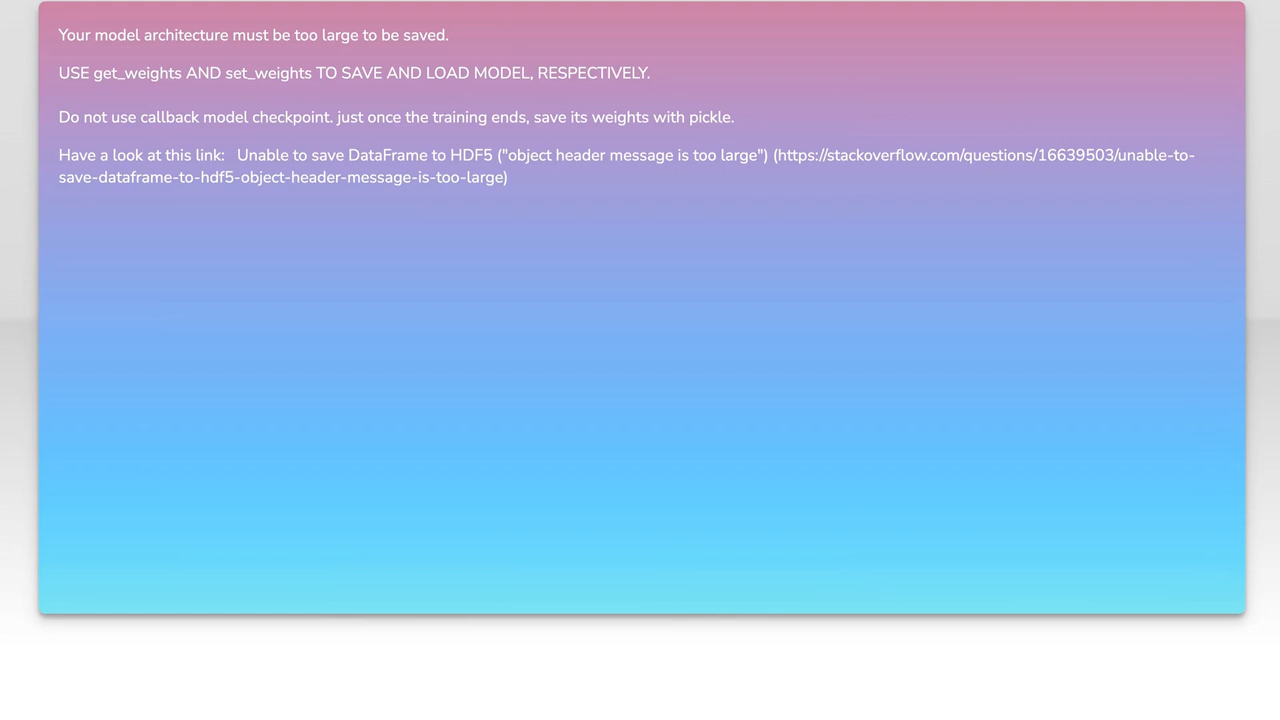 Your model architecture must be too large to be saved.
USE get_weights AND set_weights TO SAVE AND LOAD MODEL, RESPECTIVELY.
Do not use callback model checkpoint. just once the training ends, save its weights with pickle.
Have a look at this link:   Unable to save DataFrame to HDF5 ("object header message is too large") (https://stackoverflow.com/questions/16639503/unable-to-
save-dataframe-to-hdf5-object-header-message-is-too-large)